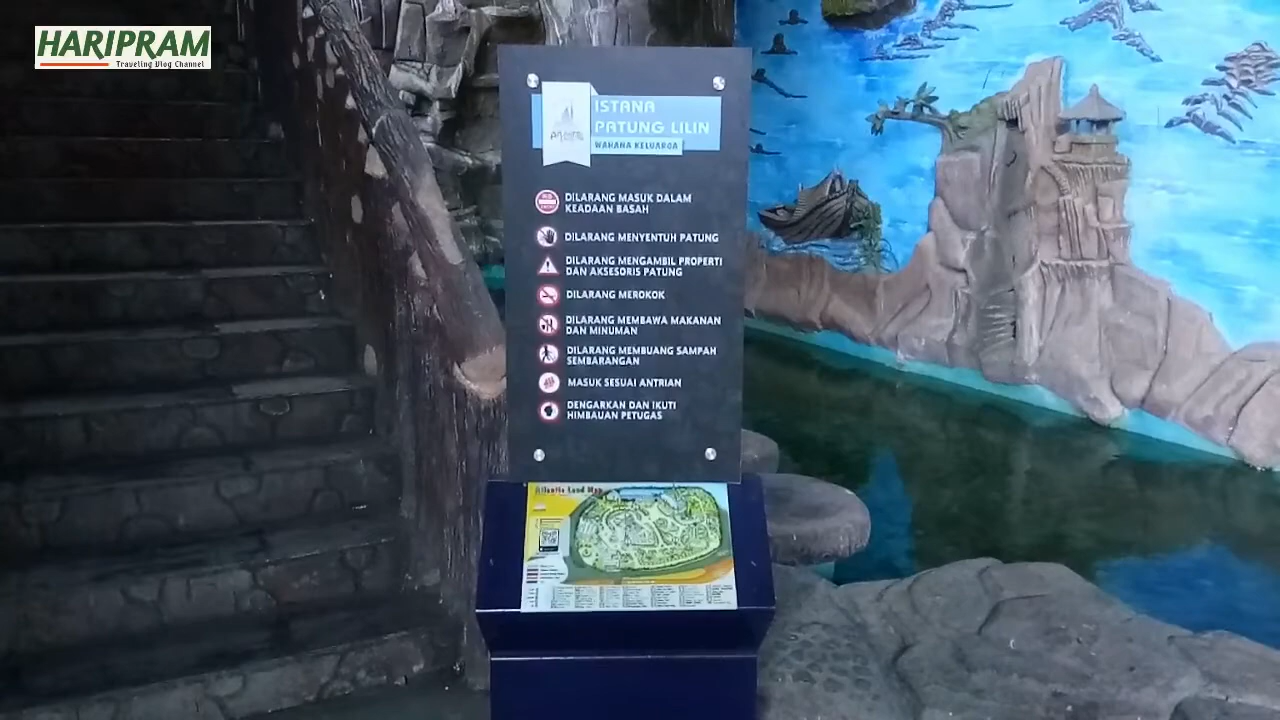 HARIPRAM
Traveling Vlog Channel
ISTANA
PATUNG LILIN
WAHANA KELUARGA
DILARANG MASUK DALAM
KEADAAN BASAH
DILARANG MENYENTUH PATUNG
DILARANG MENGAMBIL PROPERTI
DAN AKSESORIS PATUNG
DILARANG MEROKOK
DILARANG MEMBAWA MAKANAN
DAN MINUMAN
DILARANG MEMBUANG SAMPAH
SEMBARANGAN
MASUK SESUAI ANTRIAN
DENGARKAN DAN IKUTI
HIMBAUAN PETUGAS
Atlantis Land Map